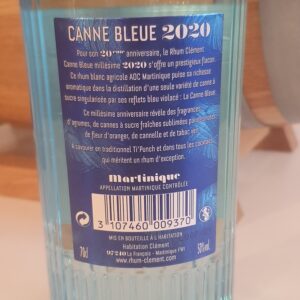 CANNE BLEUE 2020
Pour son 20ème anniversaire, le Rhum Clément
Canne Bleue millésime 2020 s'offre un prestigieux flacon.
Ce rhum blanc agricole AOC Martinique puise sa richesse
aromatique dans la distillation d'une seule variété de canne à
sucre singularisée par ses reflets bleu violacé : La Canne Bleue.
Ce millésime anniversaire révèle des fragrances
d'agrumes, de cannes à sucre fraîches sublimées
de fleur d'oranger, de cannelle et de tabac vert.
A savourer en traditionnel Ti'Punch et dans tous les cocktails
qui méritent un rhum d'exception.
Martinique
APPELLATION MARTINIQUE CONTRÔLÉE
3 107460 009370
MIS EN BOUTEILLE À L'HABITATION
Habitation Clément
70cl 97240 Le François - Martinique FWI 50%vol
www.rhum-clement.com